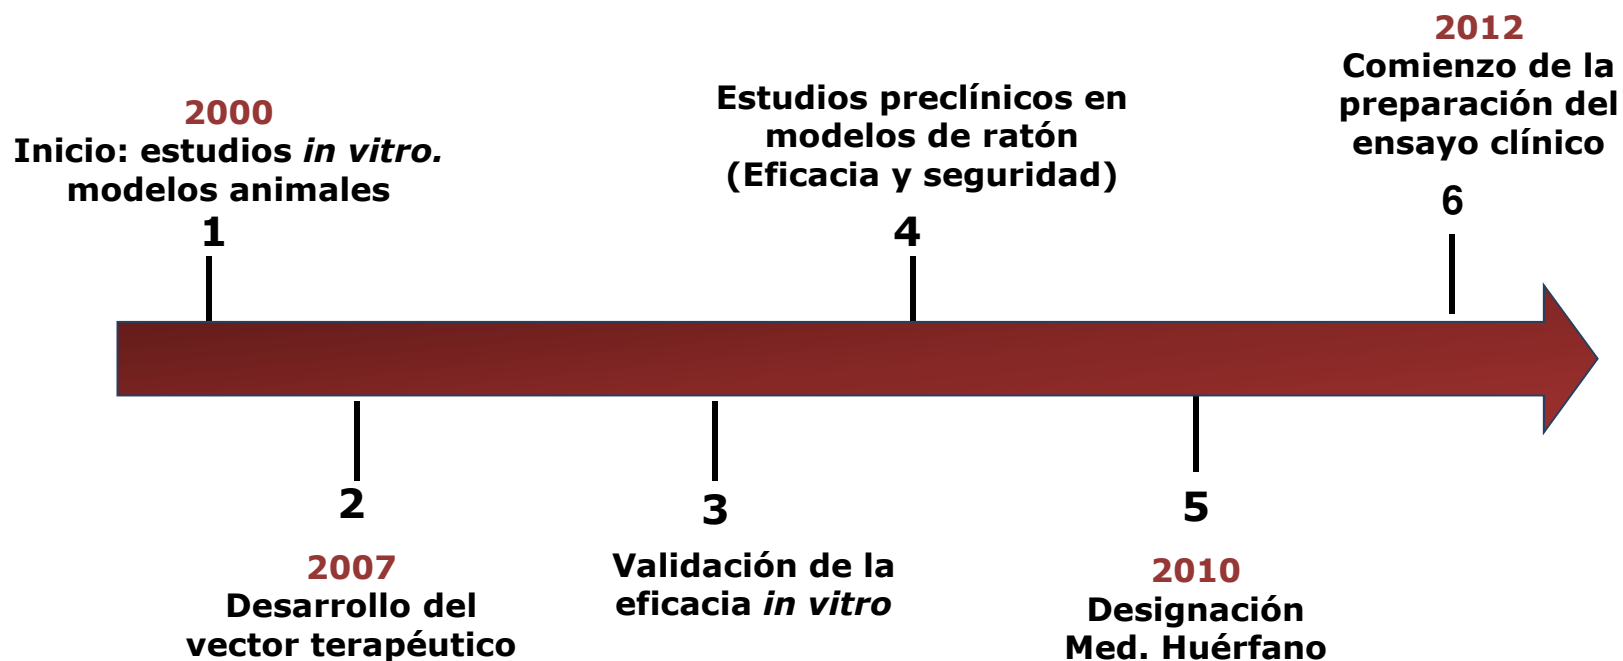 2000
Inicio: estudios in vitro.
modelos animales
1
2
2007
Desarrollo del
vector terapéutico
3
Validación de la
eficacia in vitro
Estudios preclínicos en
modelos de ratón
(Eficacia y seguridad)
4
5
2010
Designación
Med. Huérfano
2012
Comienzo de la
preparación del
ensayo clínico
6